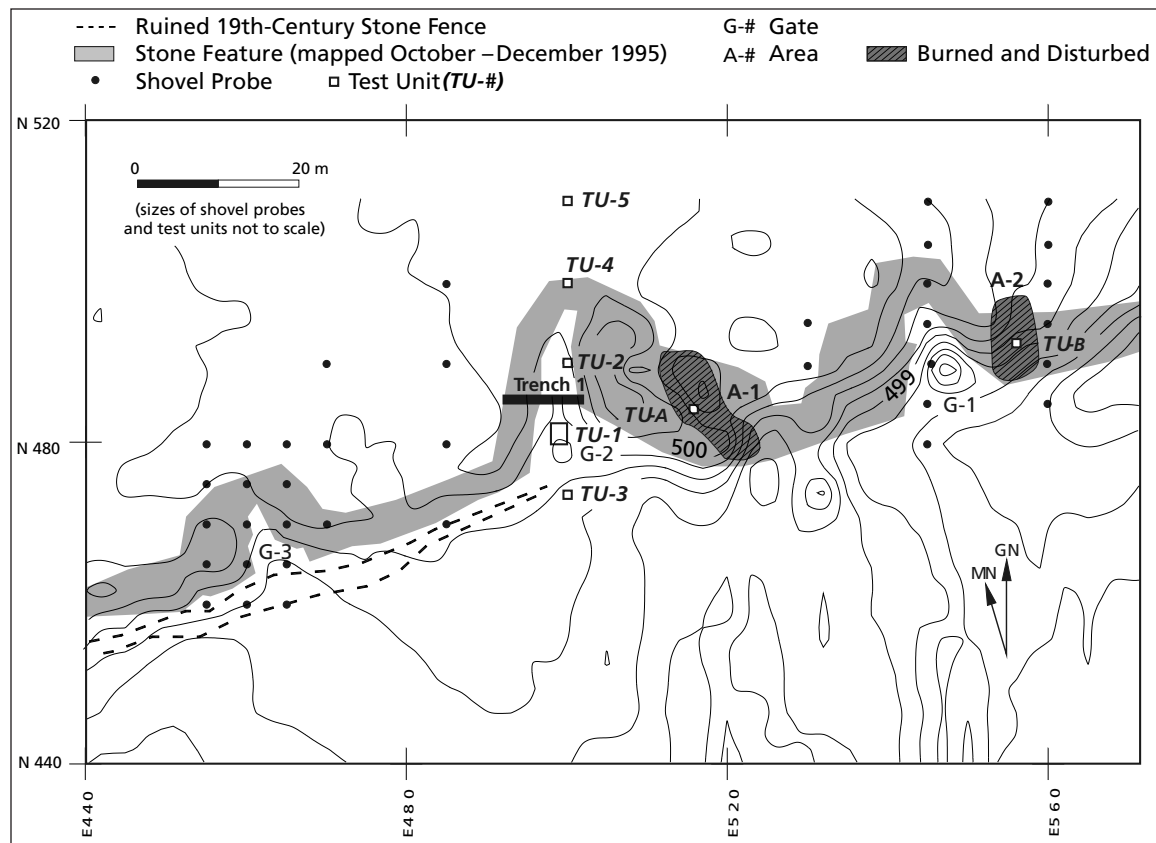 Ruined 19th-Century Stone Fence
G-# Gate
Stone Feature (mapped October –December 1995)
A-# Area
Burned and Disturbed
Shovel Probe
Test Unit (TU-#)
N 520
0 20 m
(sizes of shovel probes
and test units not to scale)
TU-5
TU-4
A-2
TU-2
TU-B
Trench 1
A-1
499
G-1
TU-A
TU-1
500
N 480
G-2
TU-3
G-3
GN
MN
N 440
E440
E480
E520
E560